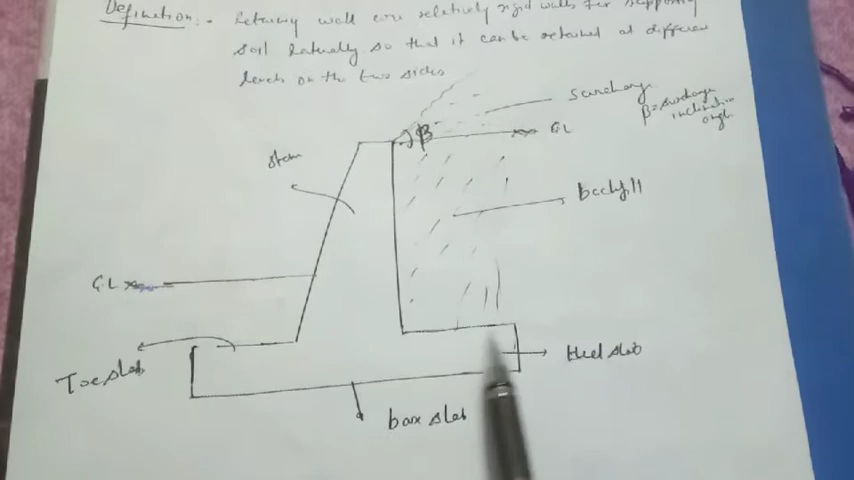 Definition:- Retaining wall are relatively rigid walls for supporting
soil laterally so that it can be retained at different
levels on the two sides
Surcharge
β=surcharge
inclination
angle
β
GL
stem
backfill
GL
Toe slab
Heel slab
base slab